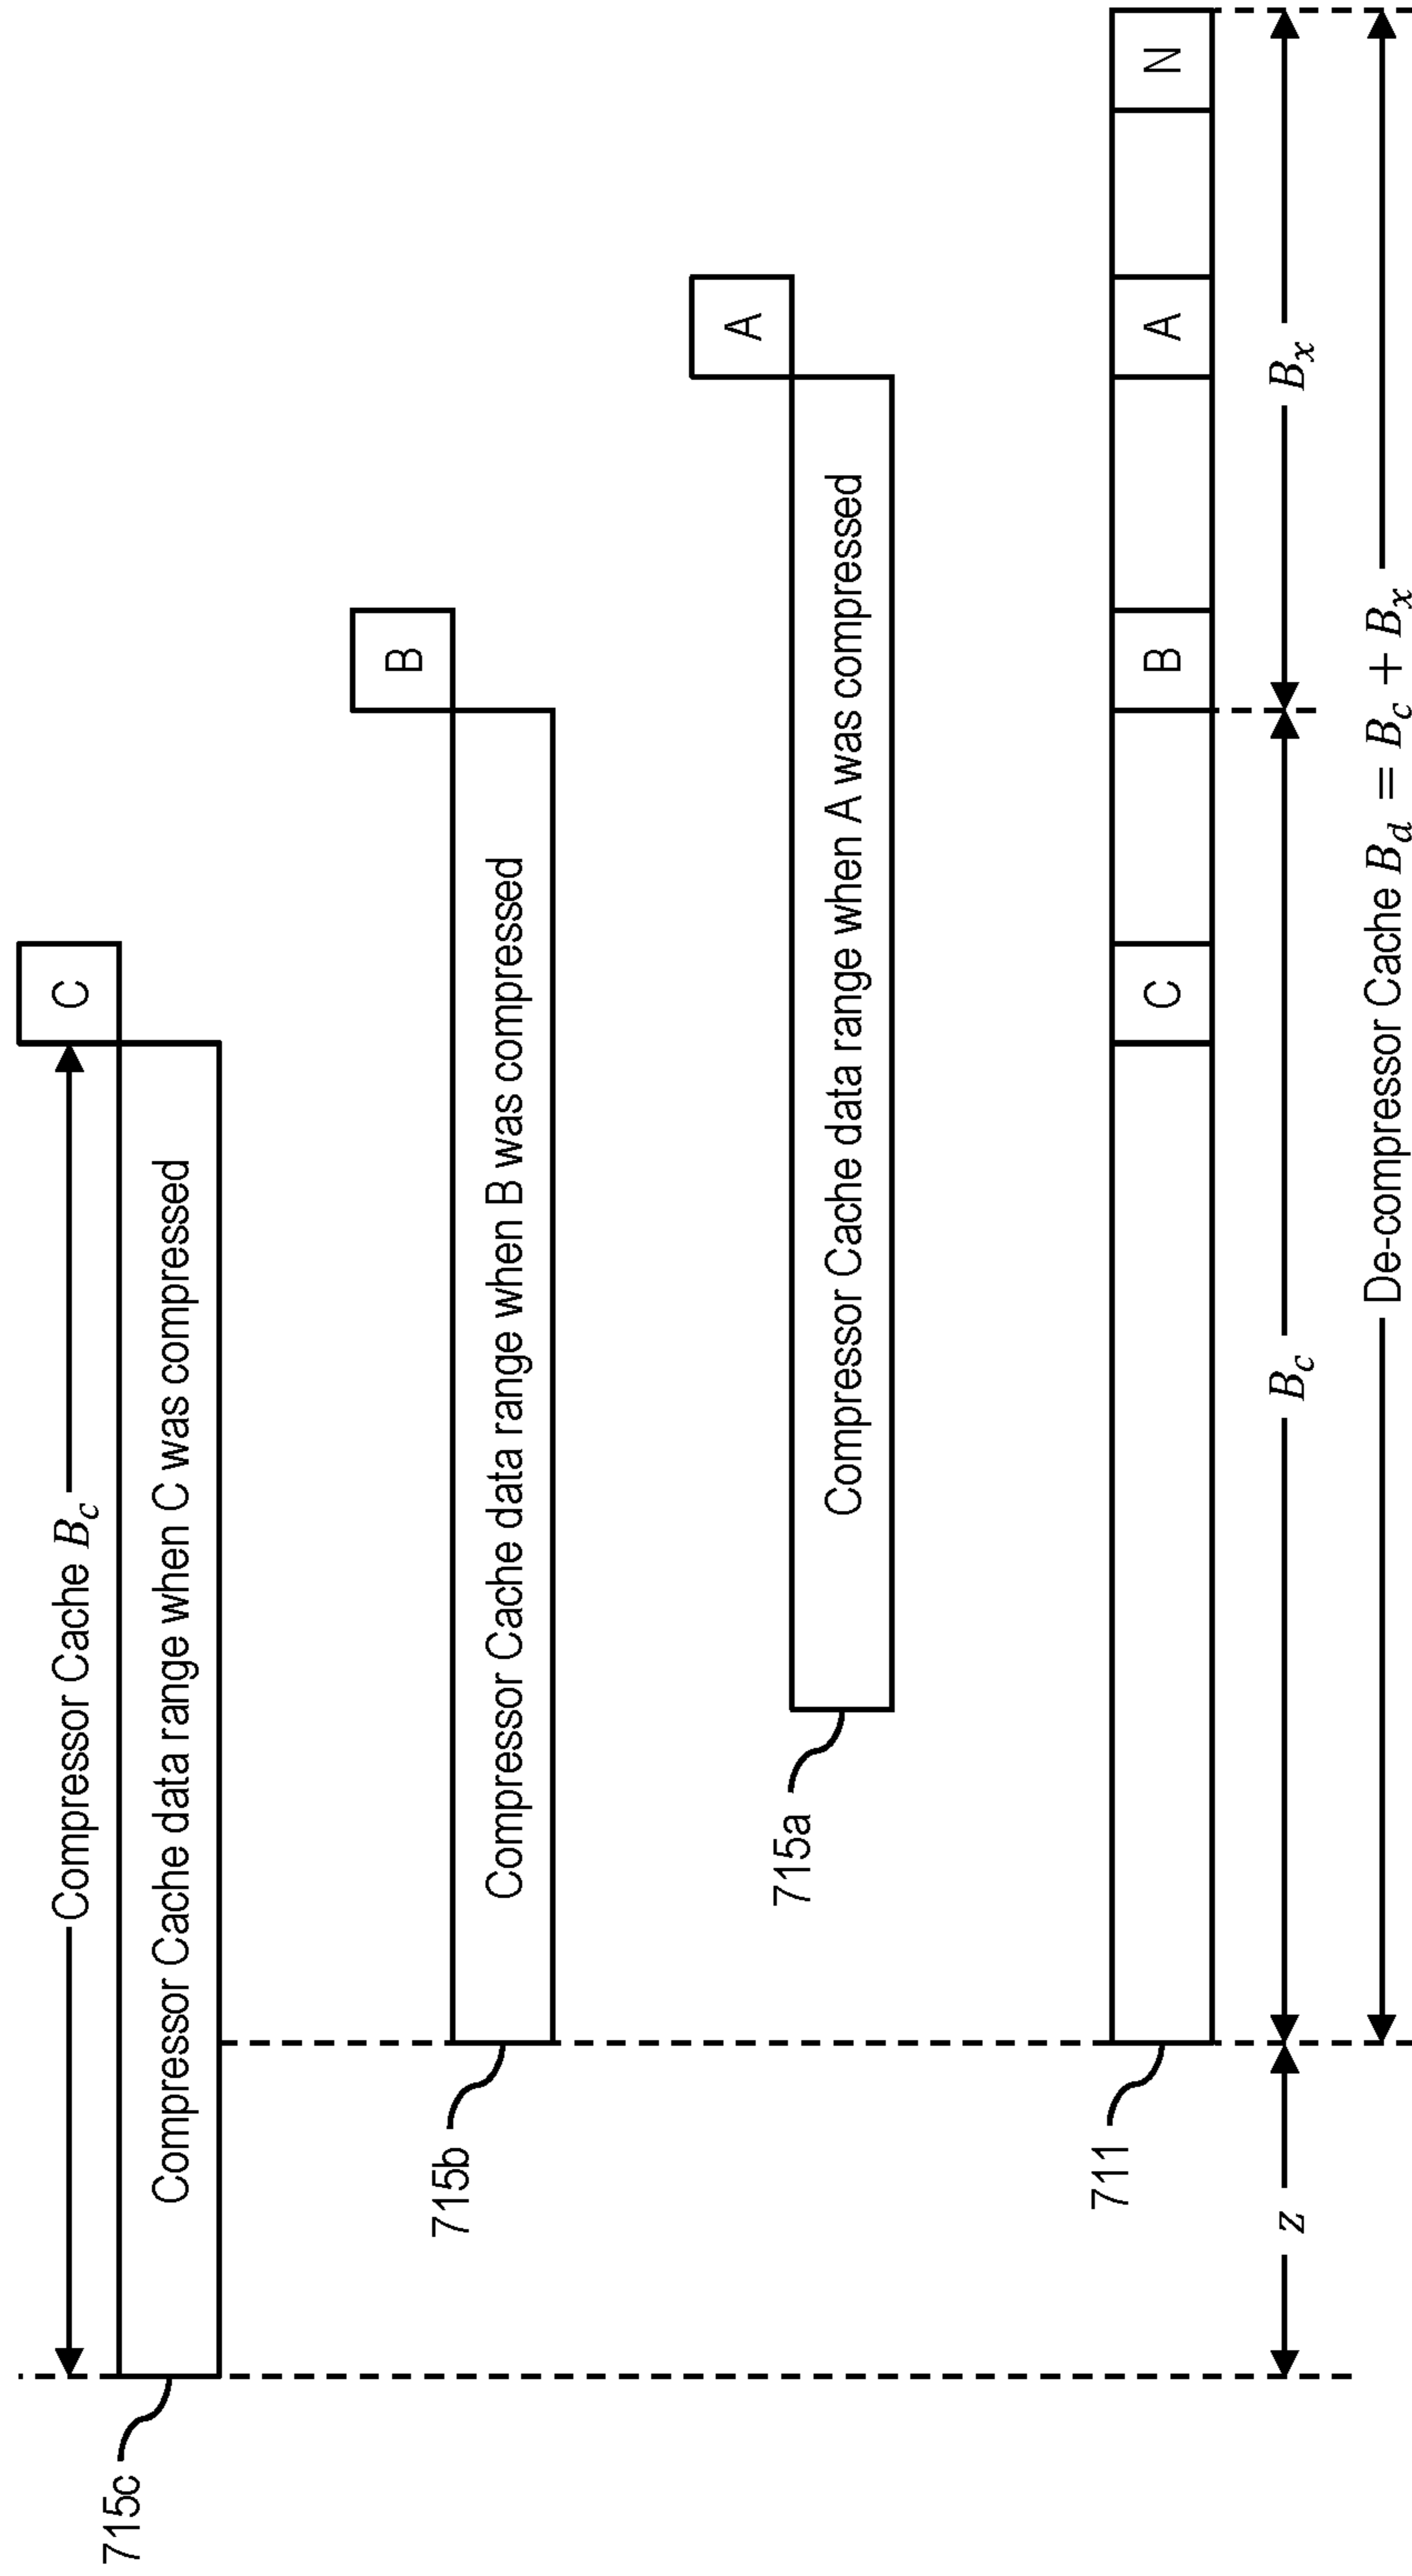 Compressor Cache B_c
C
Compressor Cache data range when C was compressed
715c
B
Compressor Cache data range when B was compressed
715b
A
Compressor Cache data range when A was compressed
715a
C B A N
711
z B_c B_x
De-compressor Cache B_d = B_c + B_x